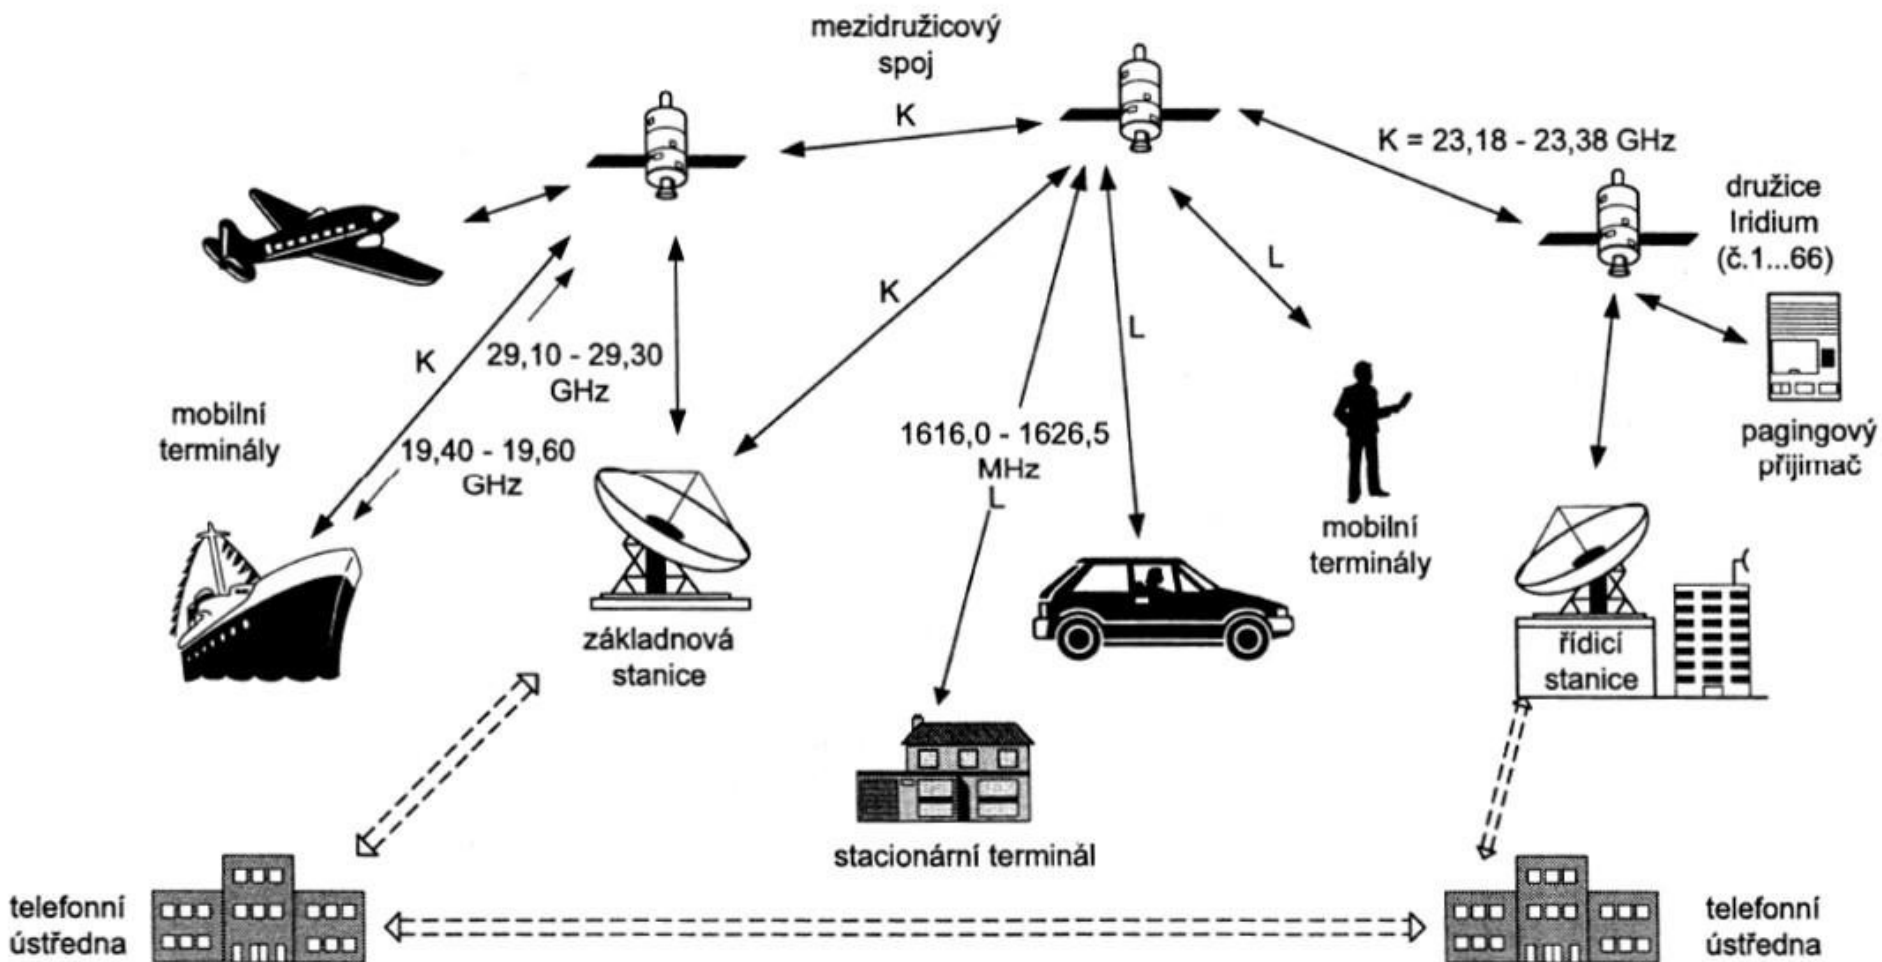 mezidružicový
spoj
K
K = 23,18 - 23,38 GHz
družice
Iridium
(č.1...66)
K
L
L
K
29,10 - 29,30
GHz
mobilní
terminály
19,40 - 19,60
GHz
1616,0 - 1626,5
MHz
L
pagingový
přijimač
mobilní
terminály
základnová
stanice
řídicí
stanice
stacionární terminál
telefonní
ústředna
telefonní
ústředna